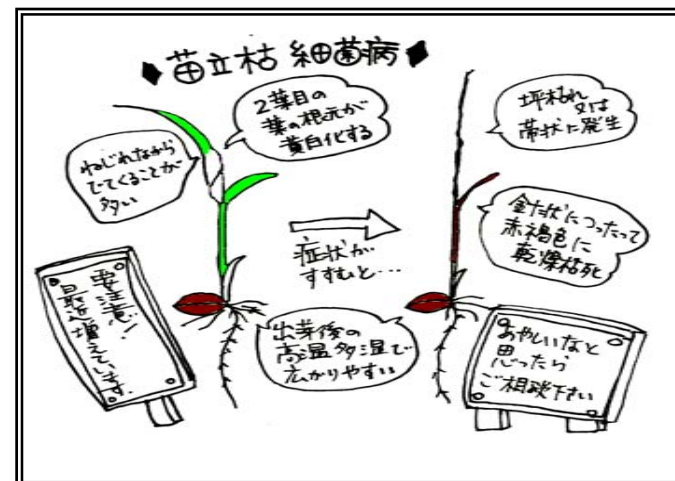 ◆苗立枯細菌病◆
2葉目の
葉の根元が
黄白化する
ねじれながら
でてくることが
多い
坪枯れ
又は
帯状に発生
症状が
すすむと…
針状につったって
赤褐色に
乾燥枯死
要注意!
最近増えています。
出芽後の
高温多湿で
広がりやすい
あやしいなと
思ったら
ご相談下さい